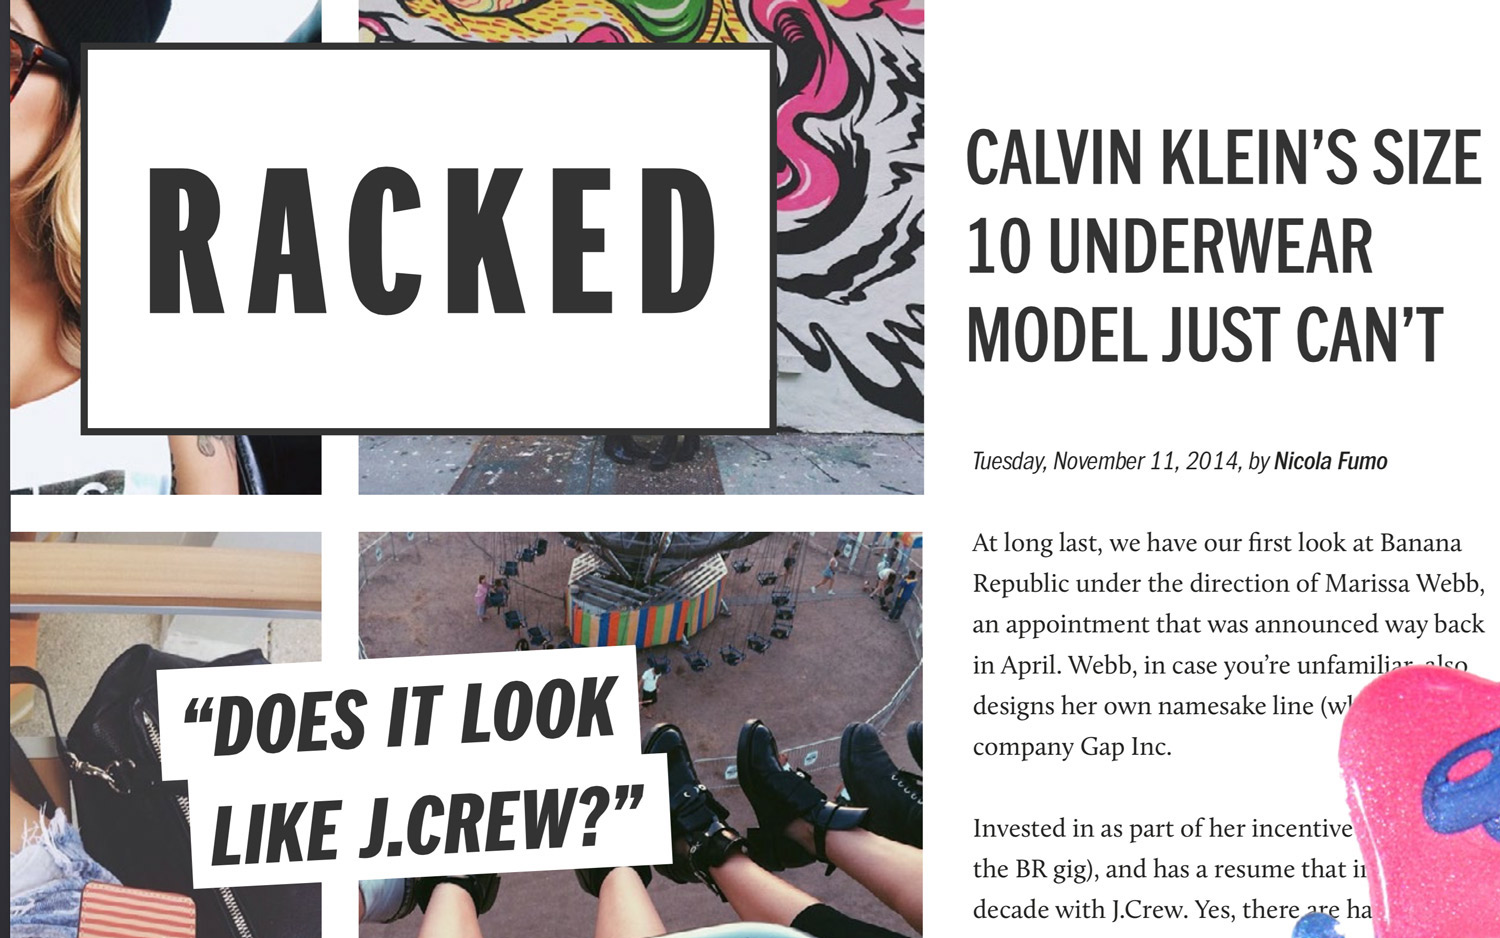 RACKED
"DOES IT LOOK
LIKE J.CREW?"
CALVIN KLEIN'S SIZE
10 UNDERWEAR
MODEL JUST CAN'T
Tuesday, November 11, 2014, by Nicola Fumo
At long last, we have our first look at Banana
Republic under the direction of Marissa Webb,
an appointment that was announced way back
in April. Webb, in case you're unfamiliar, also
designs her own namesake line
company Gap Inc.
Invested in as part of her incentive
the BR gig), and has a resume that
decade with J.Crew. Yes, there are